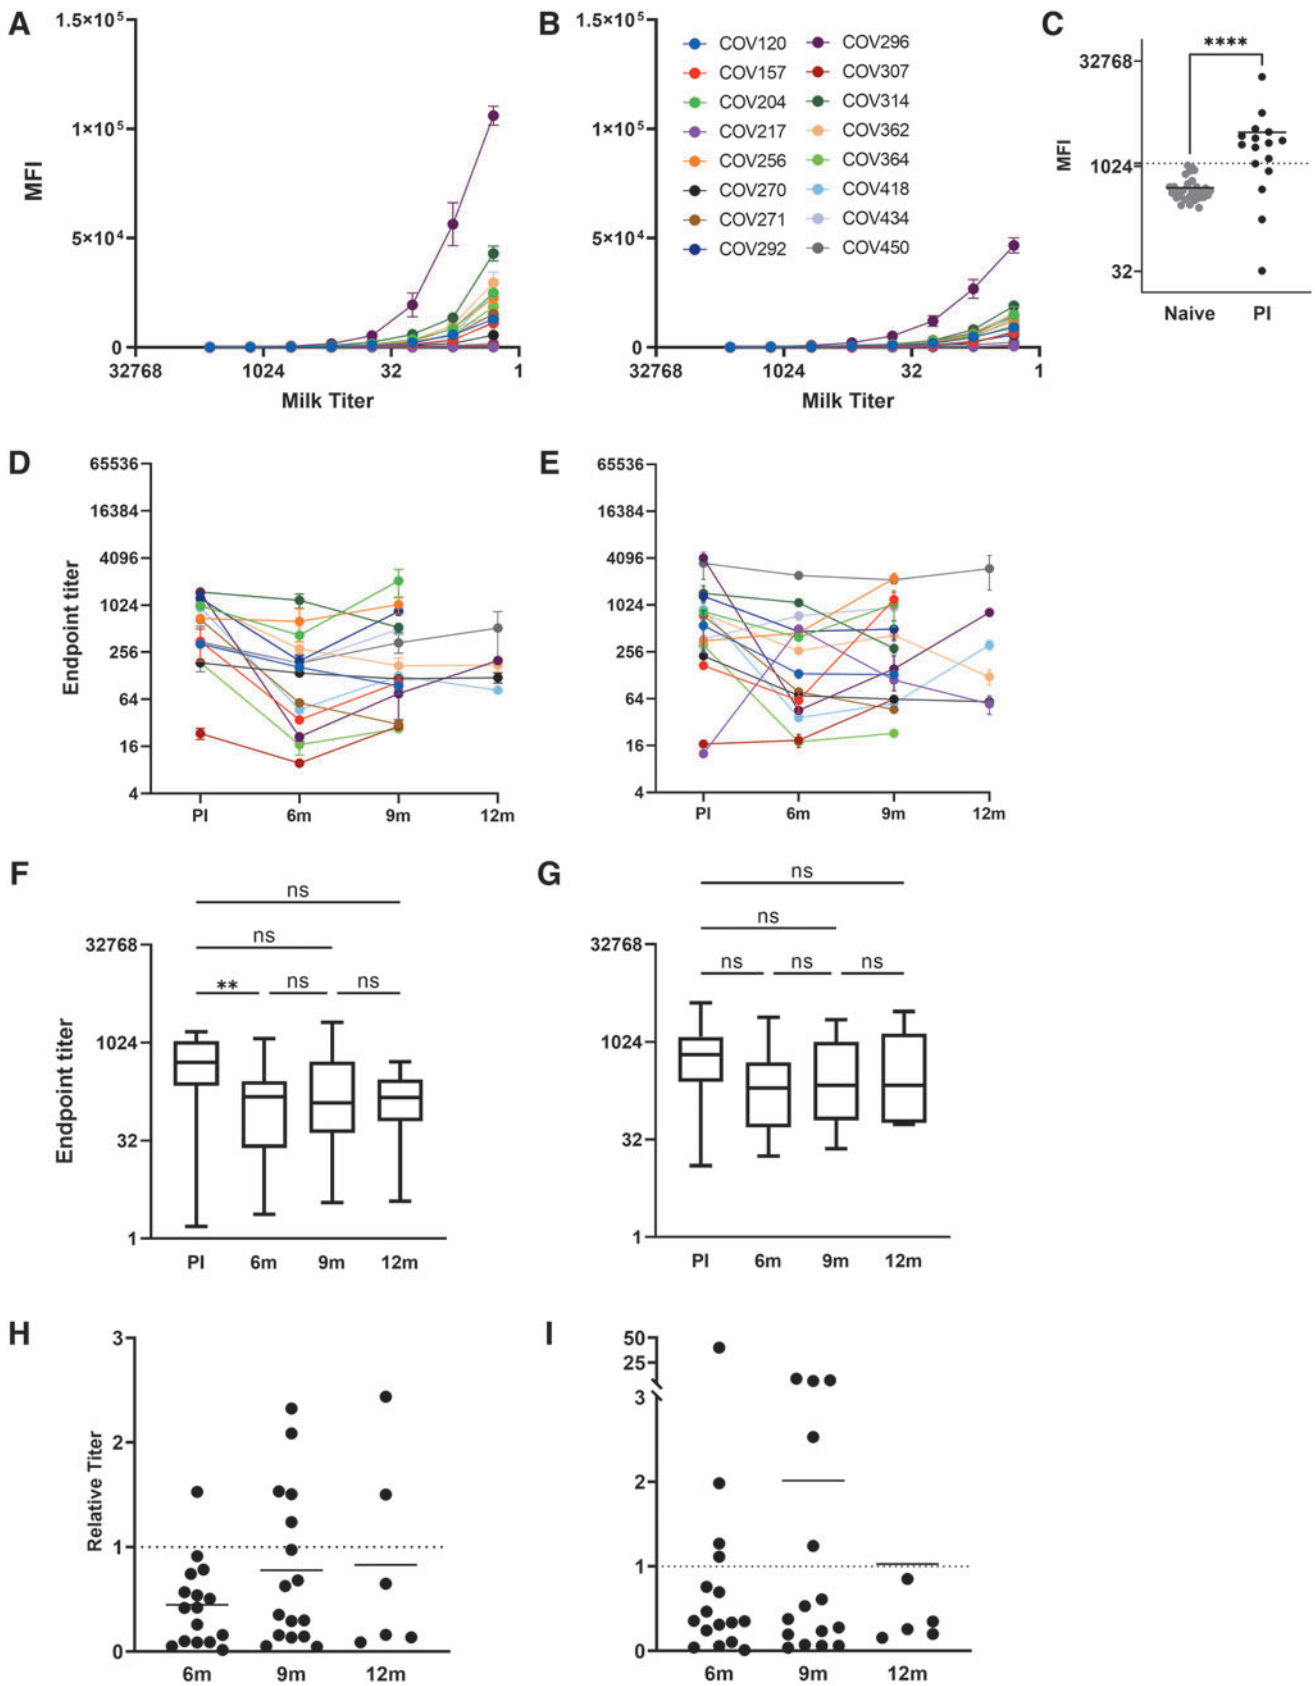 A
1.5×10⁵
1×10⁵
5×10⁴
0
MFI
32768
1024
32
1
Milk Titer
B
1.5×10⁵
1×10⁵
5×10⁴
0
COV120
COV157
COV204
COV217
COV256
COV270
COV271
COV292
COV296
COV307
COV314
COV362
COV364
COV418
COV434
COV450
32768
1024
32
1
Milk Titer
C
****
32768
1024
32
MFI
Naive
PI
D
65536
16384
4096
1024
256
64
16
4
Endpoint titer
PI
6m
9m
12m
E
65536
16384
4096
1024
256
64
16
4
PI
6m
9m
12m
F
ns
ns
**
ns
ns
32768
1024
32
1
Endpoint titer
PI
6m
9m
12m
G
ns
ns
ns
ns
ns
32768
1024
32
1
PI
6m
9m
12m
H
3
2
1
0
Relative Titer
6m
9m
12m
I
50
25
3
2
1
0
6m
9m
12m